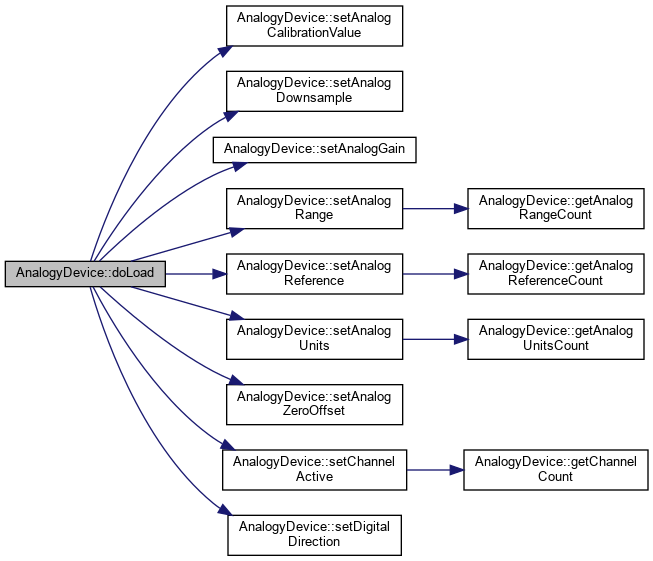 AnalogyDevice::setAnalog
CalibrationValue
AnalogyDevice::setAnalog
Downsample
AnalogyDevice::setAnalogGain
AnalogyDevice::setAnalog
Range
AnalogyDevice::getAnalog
RangeCount
AnalogyDevice::doLoad
AnalogyDevice::setAnalog
Reference
AnalogyDevice::getAnalog
ReferenceCount
AnalogyDevice::setAnalog
Units
AnalogyDevice::getAnalog
UnitsCount
AnalogyDevice::setAnalog
ZeroOffset
AnalogyDevice::setChannel
Active
AnalogyDevice::getChannel
Count
AnalogyDevice::setDigital
Direction